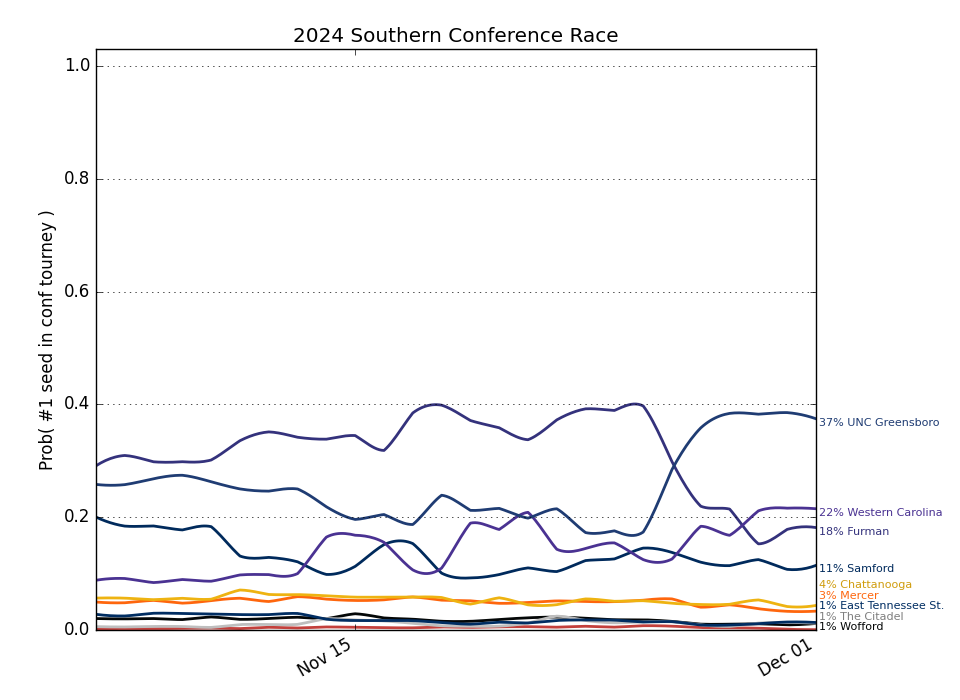 2024 Southern Conference Race
Prob( #1 seed in conf tourney )
1.0
0.8
0.6
0.4
0.2
0.0
Nov 15
Dec 01
37% UNC Greensboro
22% Western Carolina
18% Furman
11% Samford
4% Chattanooga
3% Mercer
1% East Tennessee St.
1% The Citadel
1% Wofford